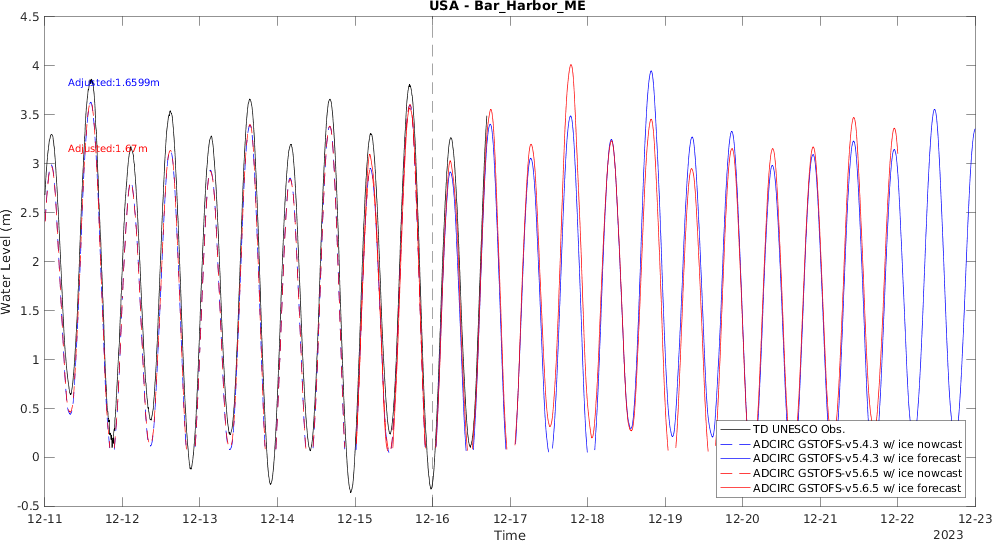 USA - Bar_Harbor_ME
4.5
4
3.5
3
2.5
2
1.5
1
0.5
0
-0.5
Water Level (m)
Adjusted:1.6599m
Adjusted:1.67m
TD UNESCO Obs.
ADCIRC GSTOFS-v5.4.3 w/ ice nowcast
ADCIRC GSTOFS-v5.4.3 w/ ice forecast
ADCIRC GSTOFS-v5.6.5 w/ ice nowcast
ADCIRC GSTOFS-v5.6.5 w/ ice forecast
12-11 12-12 12-13 12-14 12-15 12-16 12-17 12-18 12-19 12-20 12-21 12-22 12-23
Time
2023